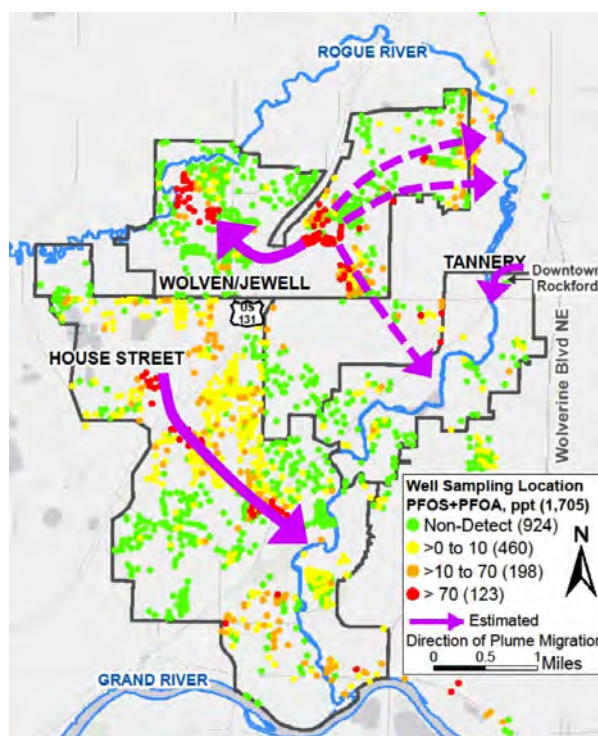 ROGUE RIVER
TANNERY
Downtown
Rockford
WOLVEN/JEWELL
US
131
HOUSE STREET
Wolverine Blvd NE
Well Sampling Location
PFOS+PFOA, ppt (1,705)
Non-Detect (924)
>0 to 10 (460)
>10 to 70 (198)
> 70 (123)
N
Estimated
Direction of Plume Migration
0 0.5 1
Miles
GRAND RIVER